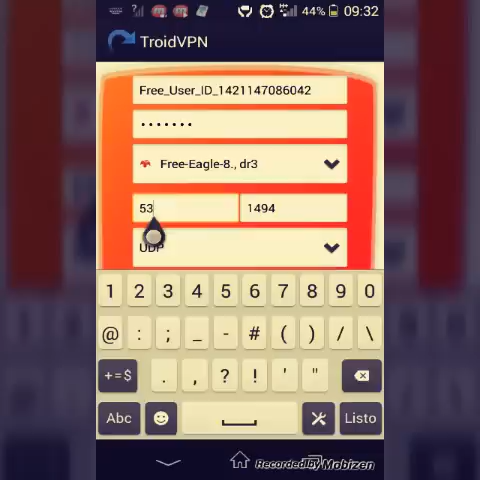 44% 09:32
TroidVPN
Free_User_ID_1421147086042
•••••••
Free-Eagle-8., dr3
53 1494
UDP
1 2 3 4 5 6 7 8 9 0
@ : ; _ - # ( ) / \
+=$ . , ? ! ' "
Abc Listo
Recorded by Mobizen